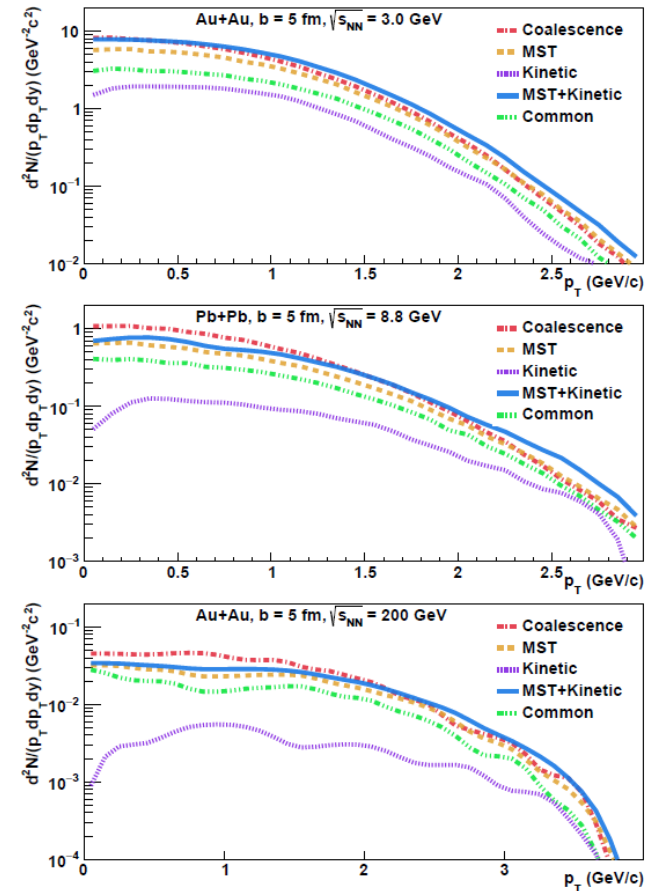 Au+Au, b = 5 fm, √sNN = 3.0 GeV
d²N/(pTdpTdy) (GeV⁻²c²)
10
1
10⁻¹
10⁻²
Coalescence
MST
Kinetic
MST+Kinetic
Common
0 0.5 1 1.5 2 2.5
pT (GeV/c)
Pb+Pb, b = 5 fm, √sNN = 8.8 GeV
d²N/(pTdpTdy) (GeV⁻²c²)
1
10⁻¹
10⁻²
10⁻³
Coalescence
MST
Kinetic
MST+Kinetic
Common
0 0.5 1 1.5 2 2.5
pT (GeV/c)
Au+Au, b = 5 fm, √sNN = 200 GeV
d²N/(pTdpTdy) (GeV⁻²c²)
10⁻¹
10⁻²
10⁻³
10⁻⁴
Coalescence
MST
Kinetic
MST+Kinetic
Common
0 1 2 3
pT (GeV/c)